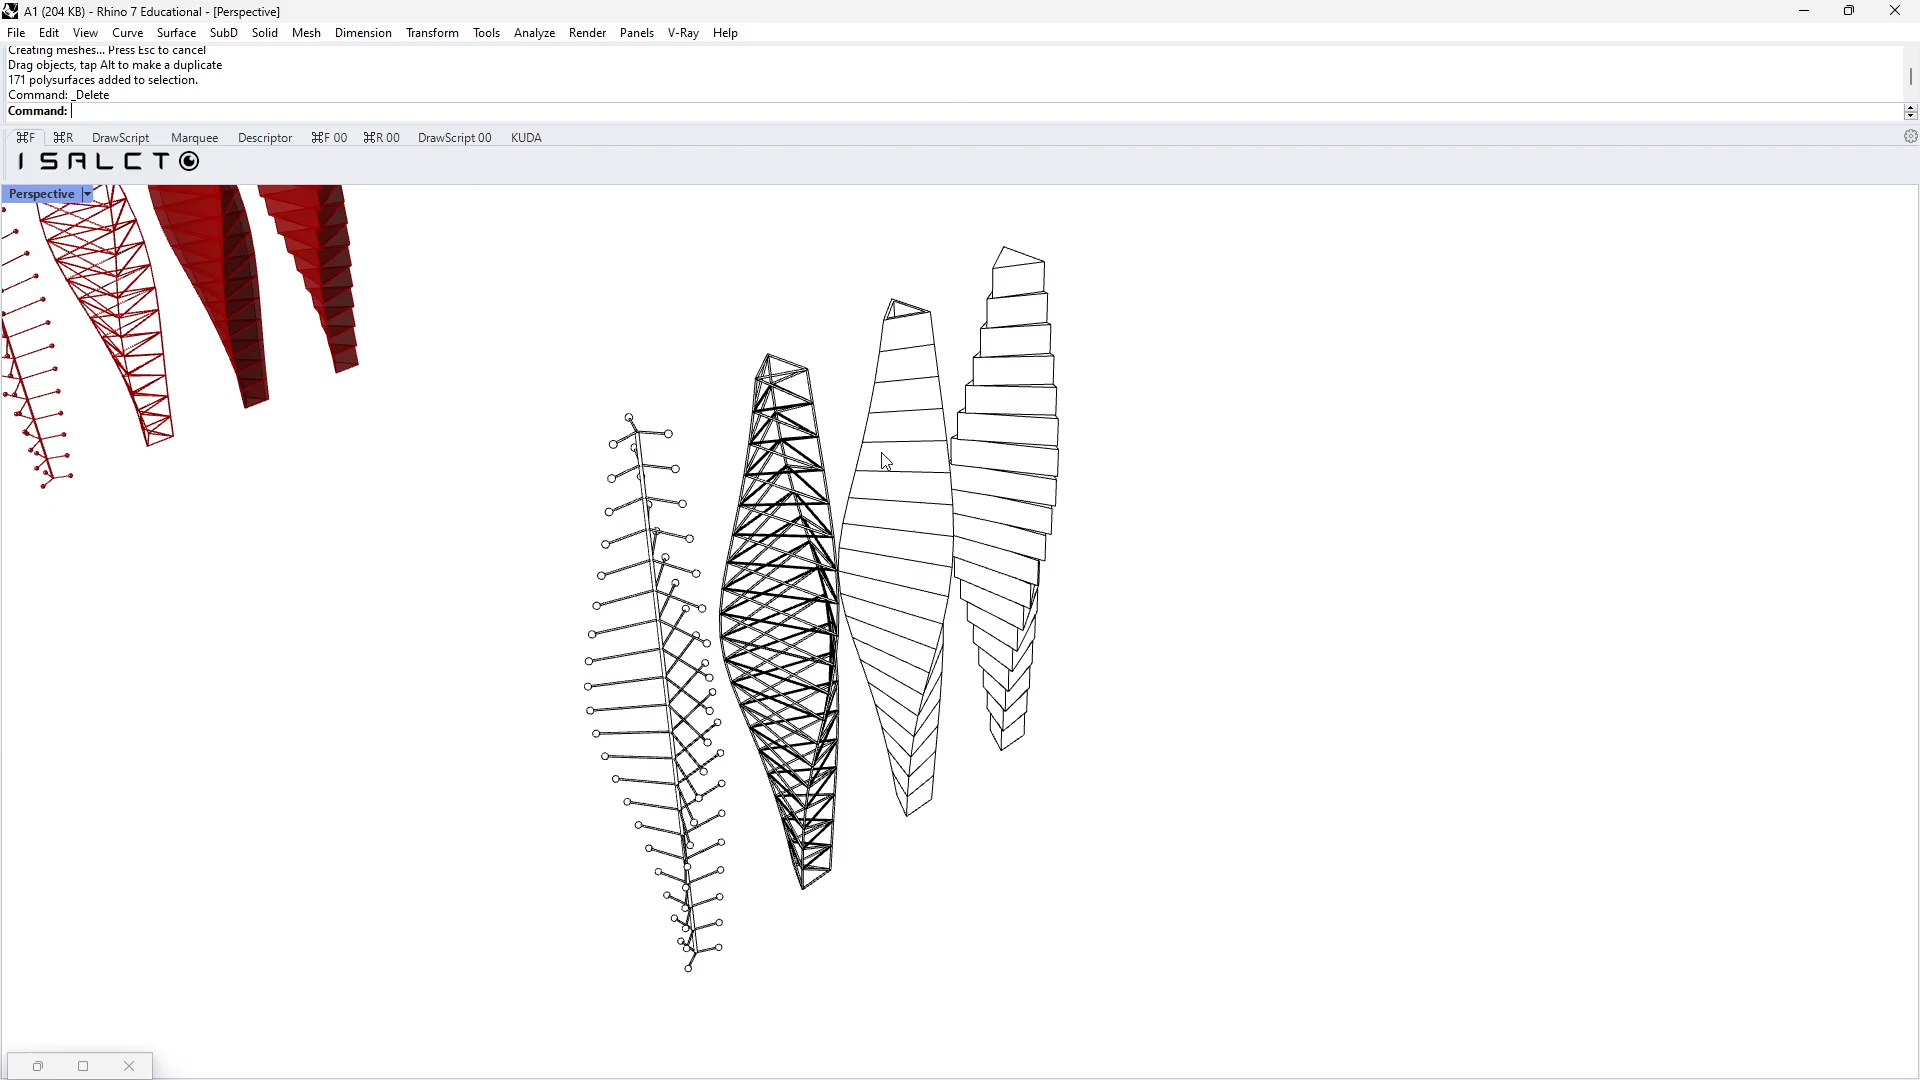 A1 (204 KB) - Rhino 7 Educational - [Perspective]
File Edit View Curve Surface SubD Solid Mesh Dimension Transform Tools Analyze Render Panels V-Ray Help
Creating meshes... Press Esc to cancel
Drag objects, tap Alt to make a duplicate
171 polysurfaces added to selection.
Command: _Delete
Command:
⌘F ⌘R DrawScript Marquee Descriptor ⌘F 00 ⌘R 00 DrawScript 00 KUDA
I S A L C T
Perspective